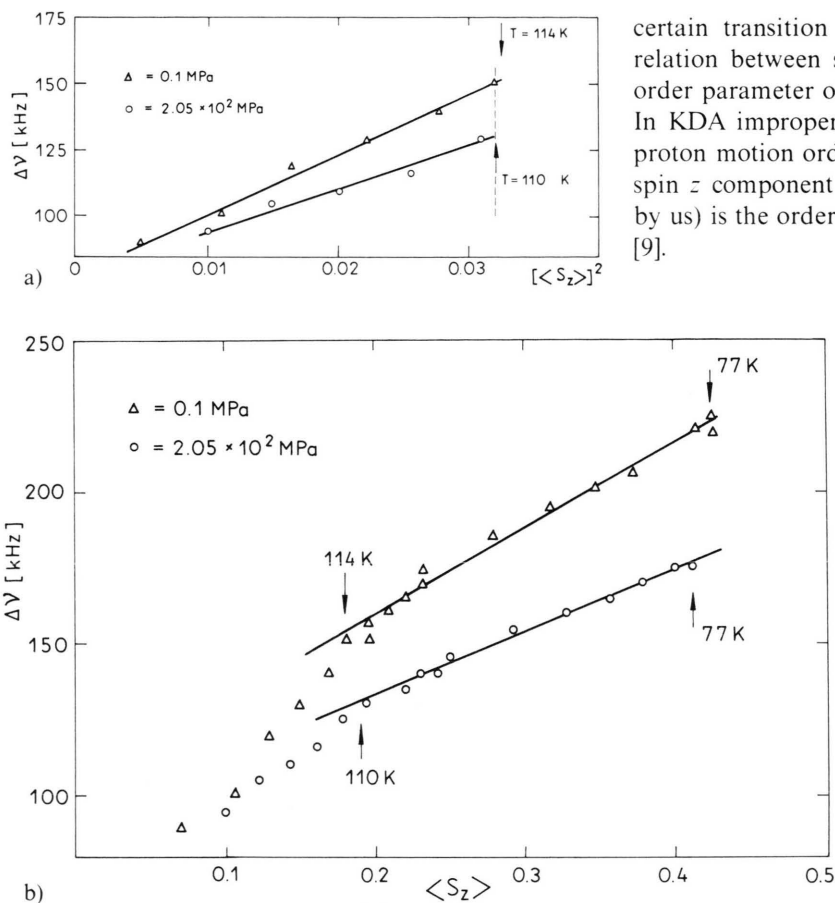 175
150
125
100
Δν [kHz]
△ = 0.1 MPa
○ = 2.05 × 10² MPa
T = 114 K
T = 110 K
0
0.01
0.02
0.03
[<S_z>]²
a)
certain transition
relation between s
order parameter o
In KDA improper
proton motion ord
spin z component
by us) is the order
[9].
250
200
150
100
Δν [kHz]
△ = 0.1 MPa
○ = 2.05 × 10² MPa
77 K
114 K
77 K
110 K
0.1
0.2
0.3
0.4
0.5
<S_z>
b)